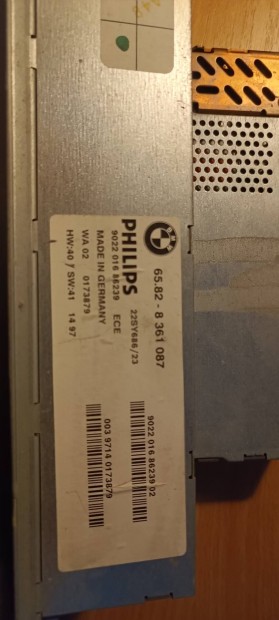 65.82 - 8 361 087
PHILIPS 22SY686/23
9022 016 86239 ECE
MADE IN GERMANY
WA 02 0173879
HW:40 / SW:41 14 97
9022 016 86239 02
003 9714 0173879